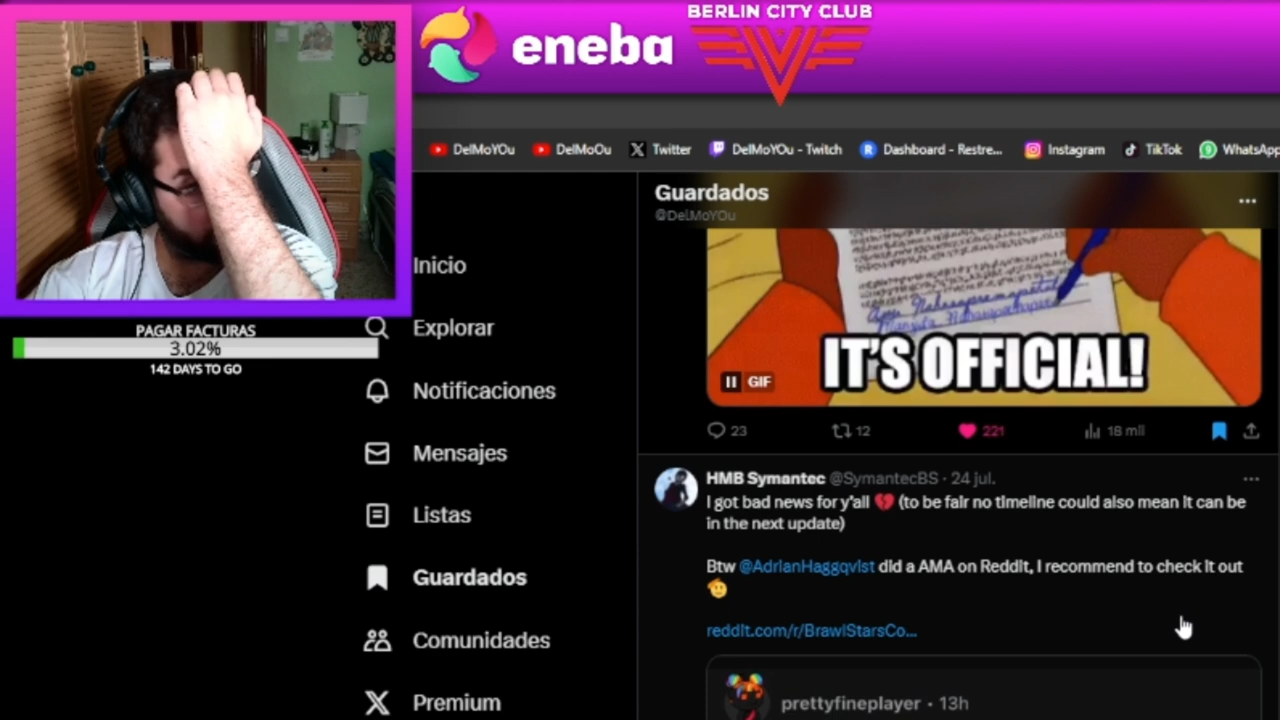 BERLIN CITY CLUB
eneba
DelMoYOu
DelMoOu
Twitter
DelMoYOu - Twitch
Dashboard - Restre...
Instagram
TikTok
WhatsApp
Guardados
@DelMoYOu
Inicio
PAGAR FACTURAS
3.02%
142 DAYS TO GO
Explorar
Notificaciones
Mensajes
Listas
Guardados
Comunidades
Premium
IT'S OFFICIAL!
GIF
23
12
221
18 mil
HMB Symantec @SymantecBS · 24 jul.
I got bad news for y'all 💔 (to be fair no timeline could also mean it can be
in the next update)
Btw @AdrianHaggqvist did a AMA on Reddit, I recommend to check it out
🫡
reddit.com/r/BrawlStarsCo...
prettyfineplayer · 13h